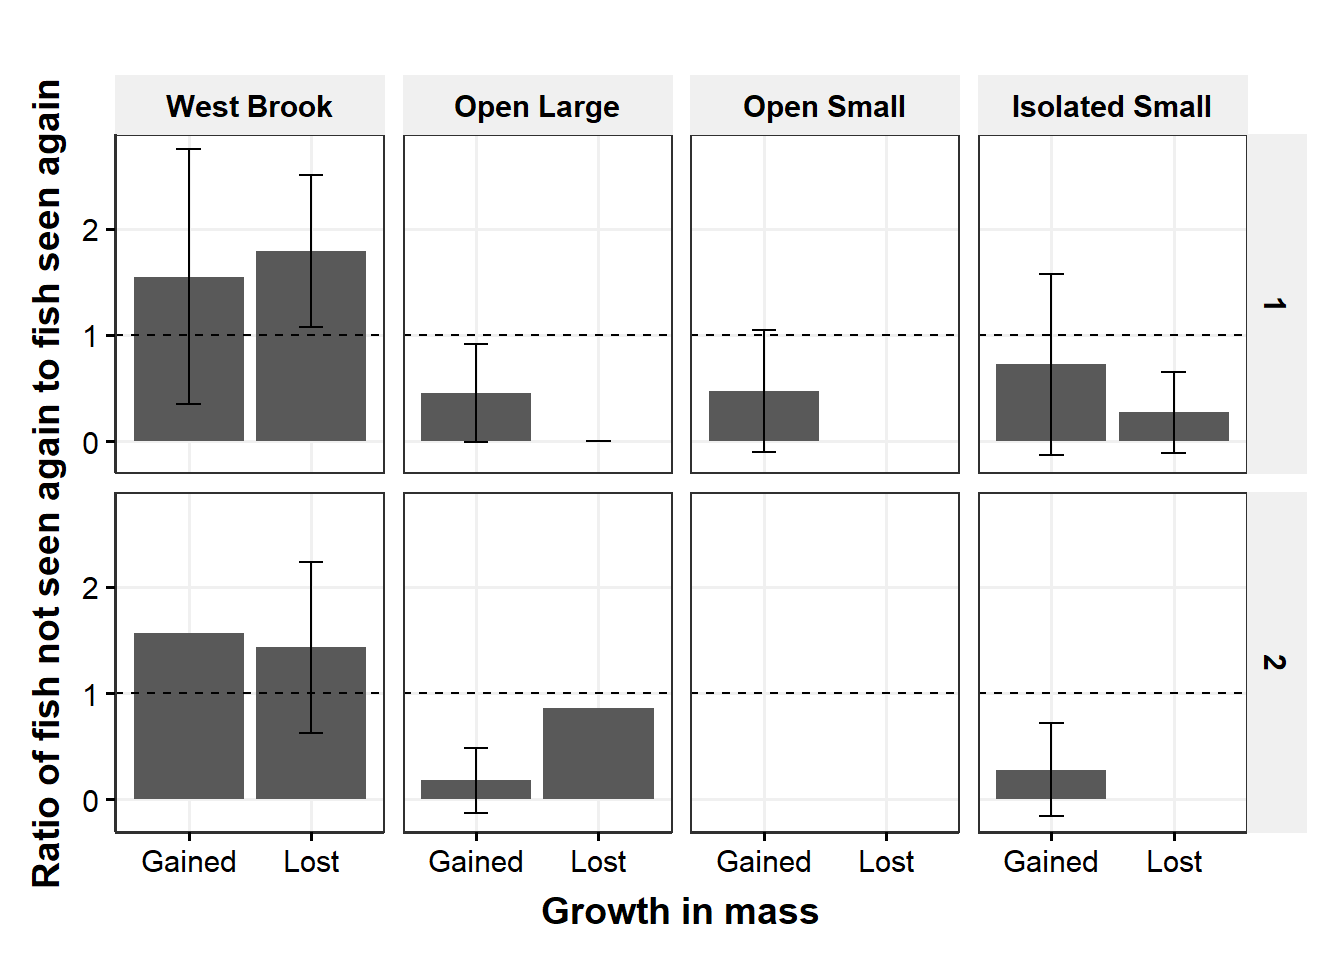 West Brook Open Large Open Small Isolated Small
Ratio of fish not seen again to fish seen again
2
1
0
1
2
1
0
2
Gained Lost Gained Lost Gained Lost Gained Lost
Growth in mass